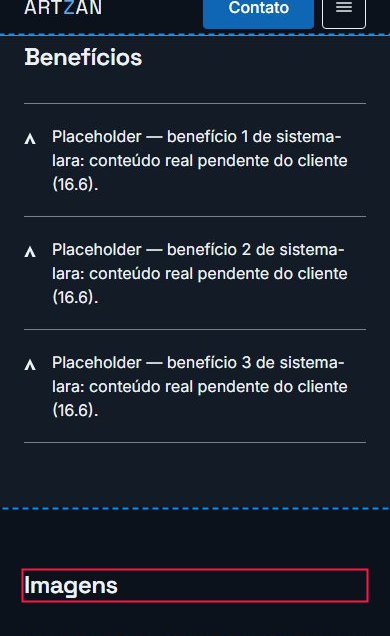 ARTZAN
Contato
Benefícios
Placeholder — benefício 1 de sistema-
lara: conteúdo real pendente do cliente
(16.6).
Placeholder — benefício 2 de sistema-
lara: conteúdo real pendente do cliente
(16.6).
Placeholder — benefício 3 de sistema-
lara: conteúdo real pendente do cliente
(16.6).
Imagens